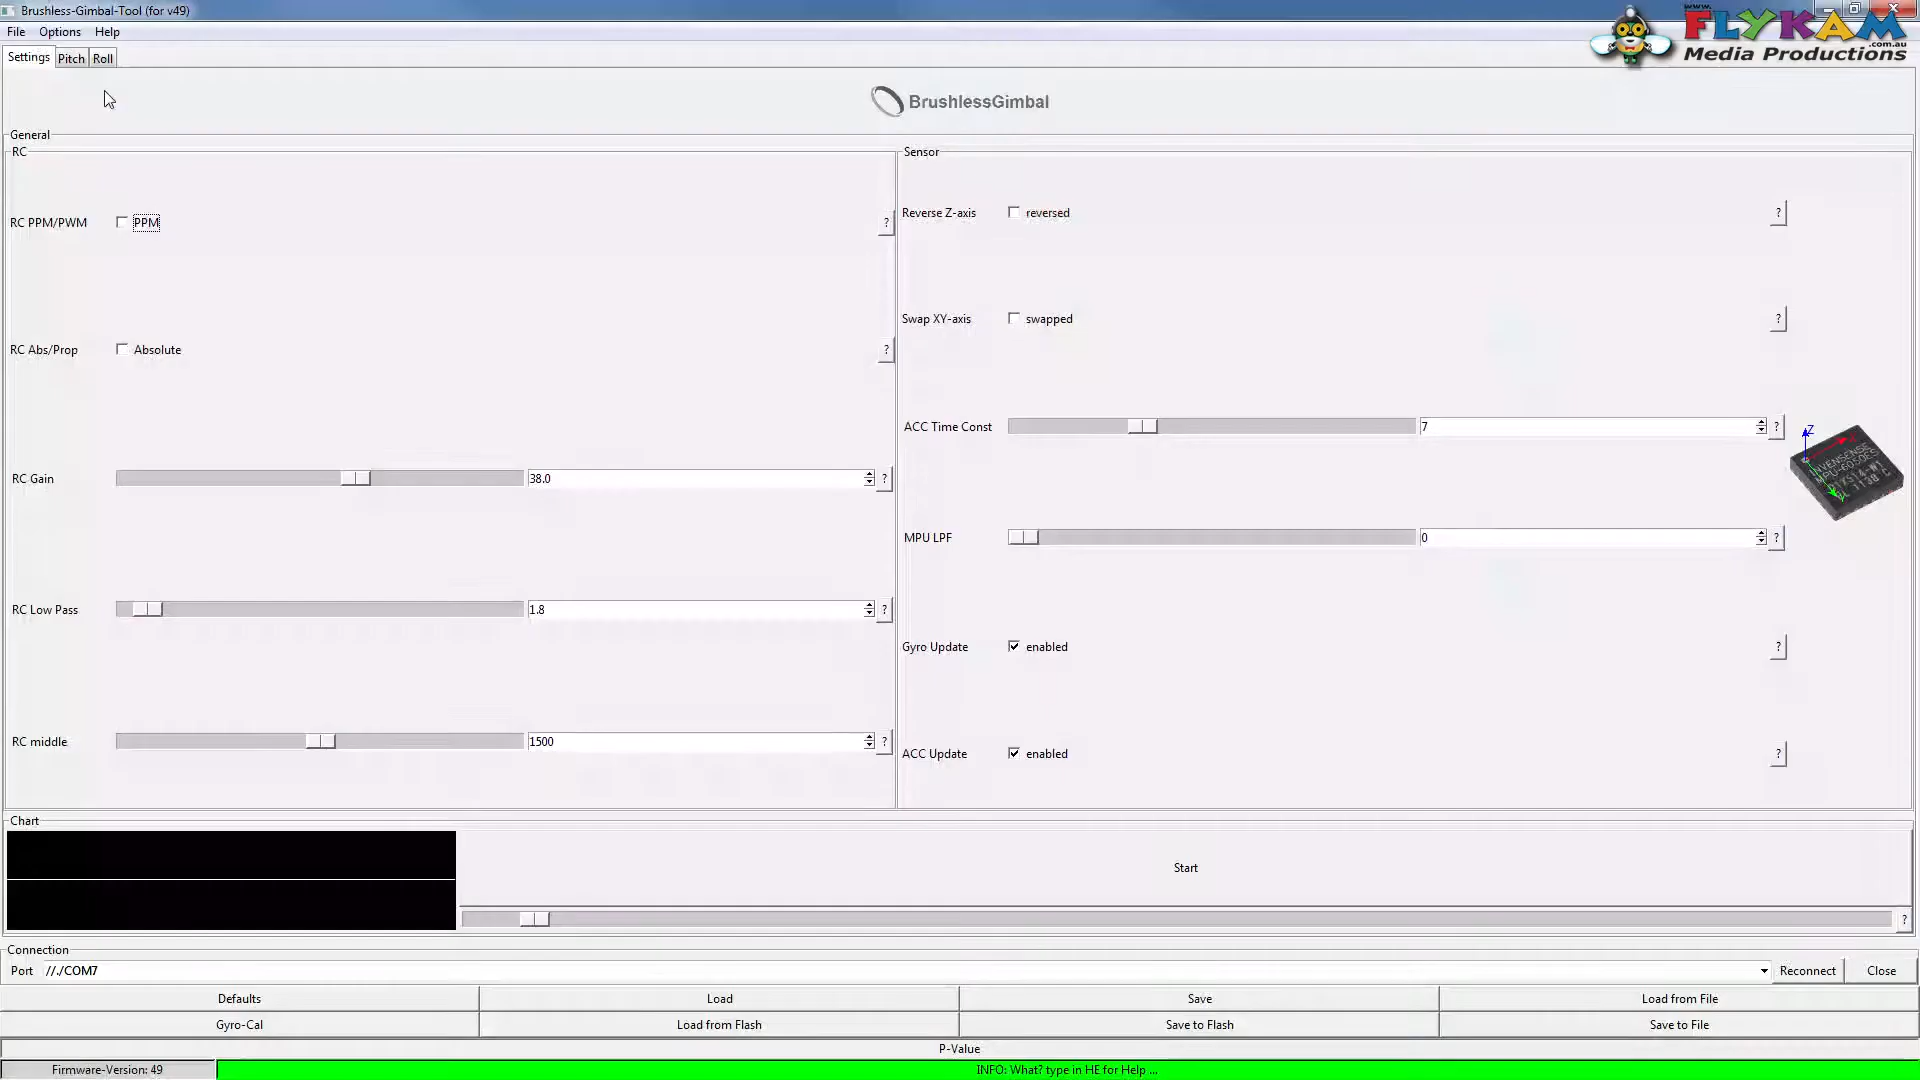 Brushless-Gimbal-Tool (for v49)
www.
FLYKAM
.com.au
Media Productions
File Options Help
Settings Pitch Roll
BrushlessGimbal
General
RC
Sensor
RC PPM/PWM PPM ?
Reverse Z-axis reversed ?
Swap XY-axis swapped ?
RC Abs/Prop Absolute ?
ACC Time Const 7 ?
Z
INVENSENSE
RC Gain 38.0 ?
MPU LPF 0 ?
RC Low Pass 1.8 ?
Gyro Update enabled ?
RC middle 1500 ?
ACC Update enabled ?
Chart
Start
?
Connection
Port //./COM7 Reconnect Close
Defaults Load Save Load from File
Gyro-Cal Load from Flash Save to Flash Save to File
P-Value
Firmware-Version: 49 INFO: What? type in HE for Help ...